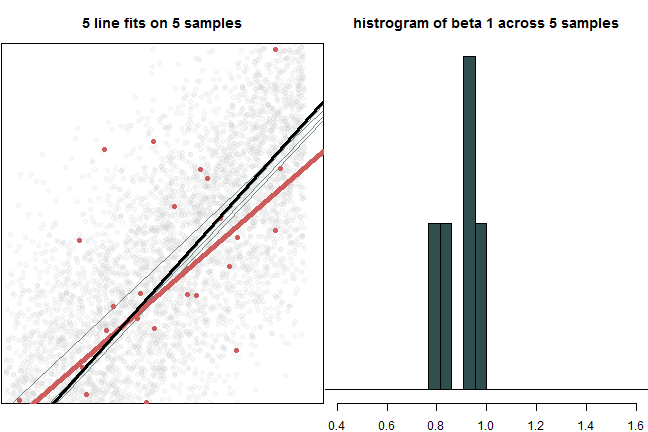 5 line fits on 5 samples
histrogram of beta 1 across 5 samples
0.4 0.6 0.8 1.0 1.2 1.4 1.6